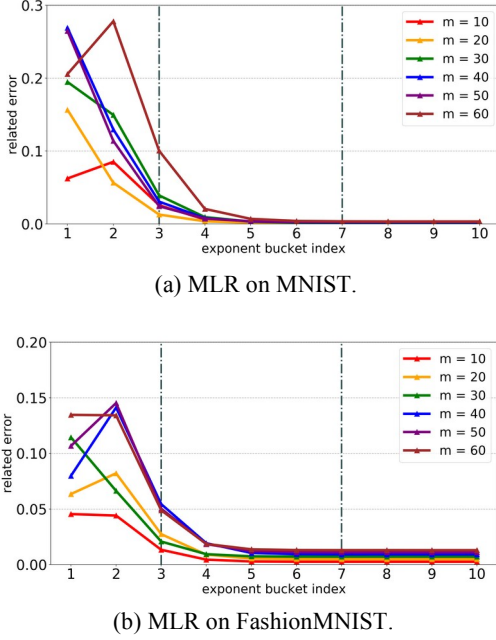 0.3
0.2
0.1
0.0
related error
m = 10
m = 20
m = 30
m = 40
m = 50
m = 60
1 2 3 4 5 6 7 8 9 10
exponent bucket index
(a) MLR on MNIST.
0.20
0.15
0.10
0.05
0.00
related error
m = 10
m = 20
m = 30
m = 40
m = 50
m = 60
1 2 3 4 5 6 7 8 9 10
exponent bucket index
(b) MLR on FashionMNIST.